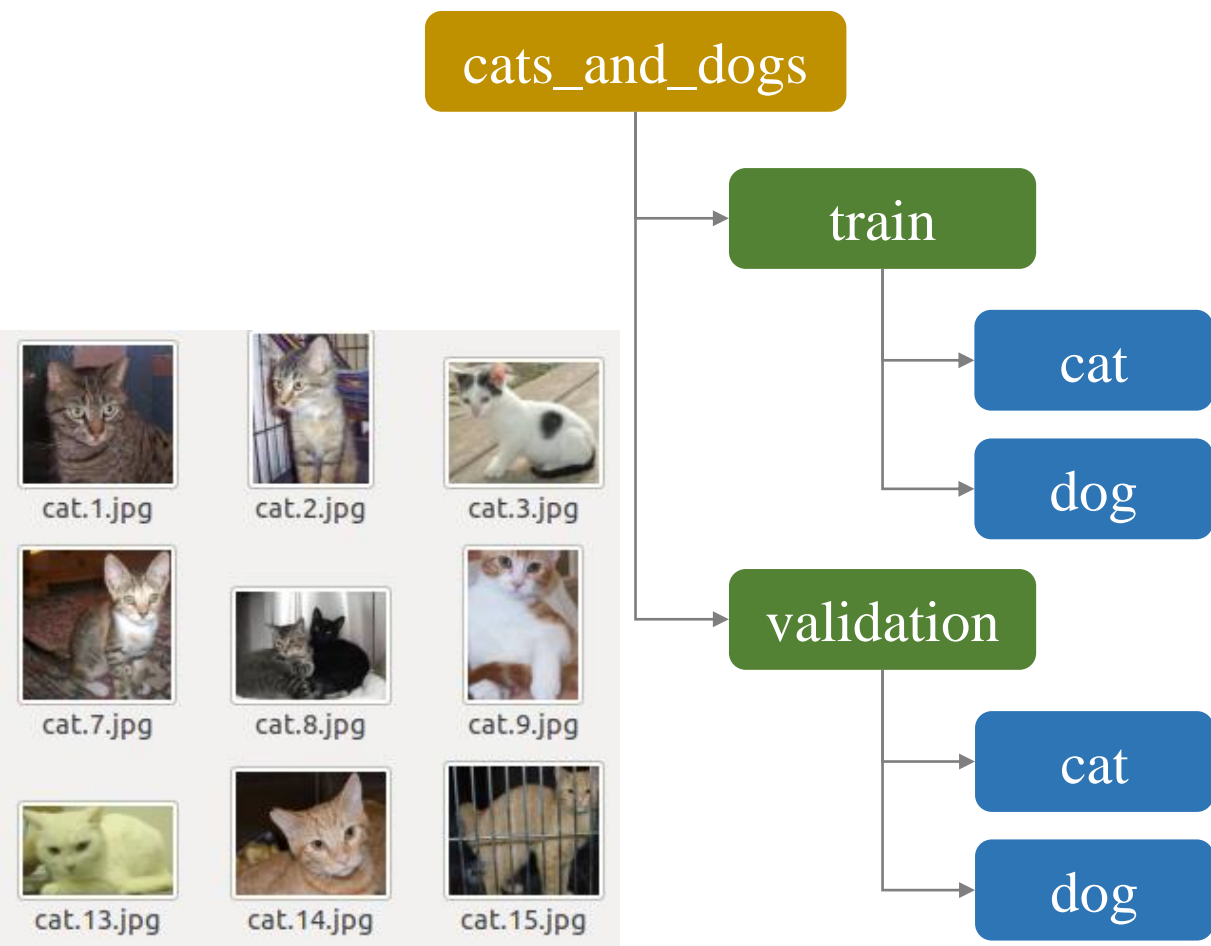 cats_and_dogs
train
cat
dog
validation
cat
dog
cat.1.jpg
cat.2.jpg
cat.3.jpg
cat.7.jpg
cat.8.jpg
cat.9.jpg
cat.13.jpg
cat.14.jpg
cat.15.jpg